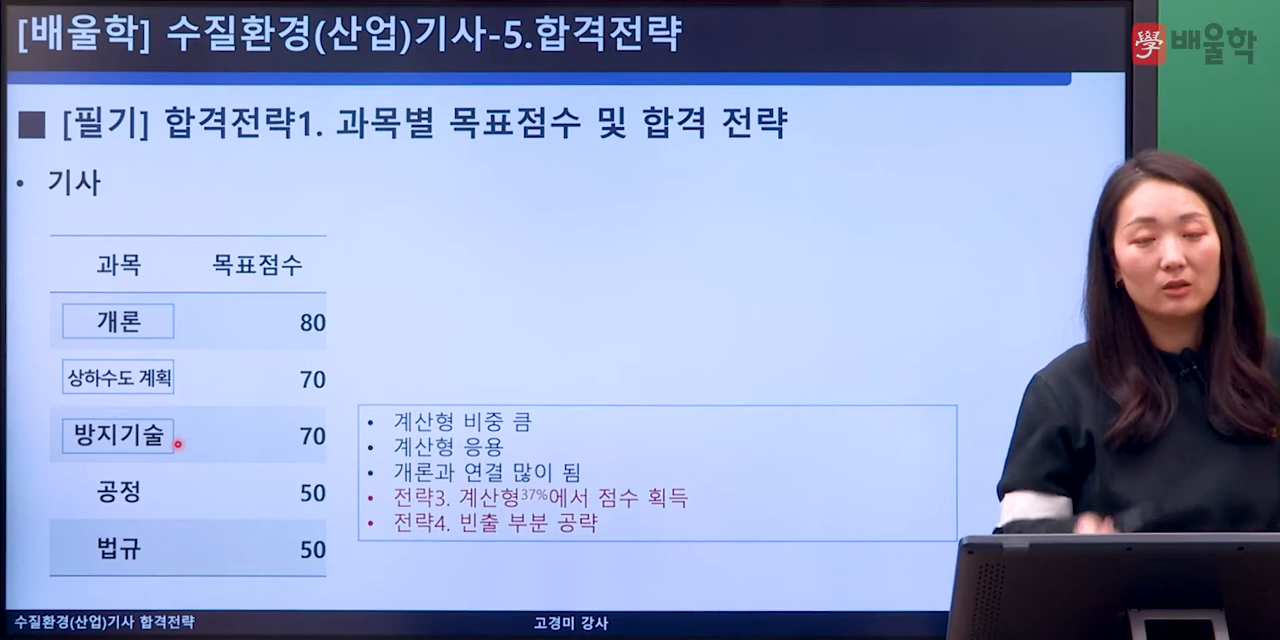 [배울학] 수질환경(산업)기사-5.합격전략
學 배울학
■ [필기] 합격전략1. 과목별 목표점수 및 합격 전략
• 기사
과목 목표점수
개론 80
상하수도 계획 70
방지기술 70
공정 50
법규 50
• 계산형 비중 큼
• 계산형 응용
• 개론과 연결 많이 됨
• 전략3. 계산형37%에서 점수 획득
• 전략4. 빈출 부분 공략
수질환경(산업)기사 합격전략
고경미 강사